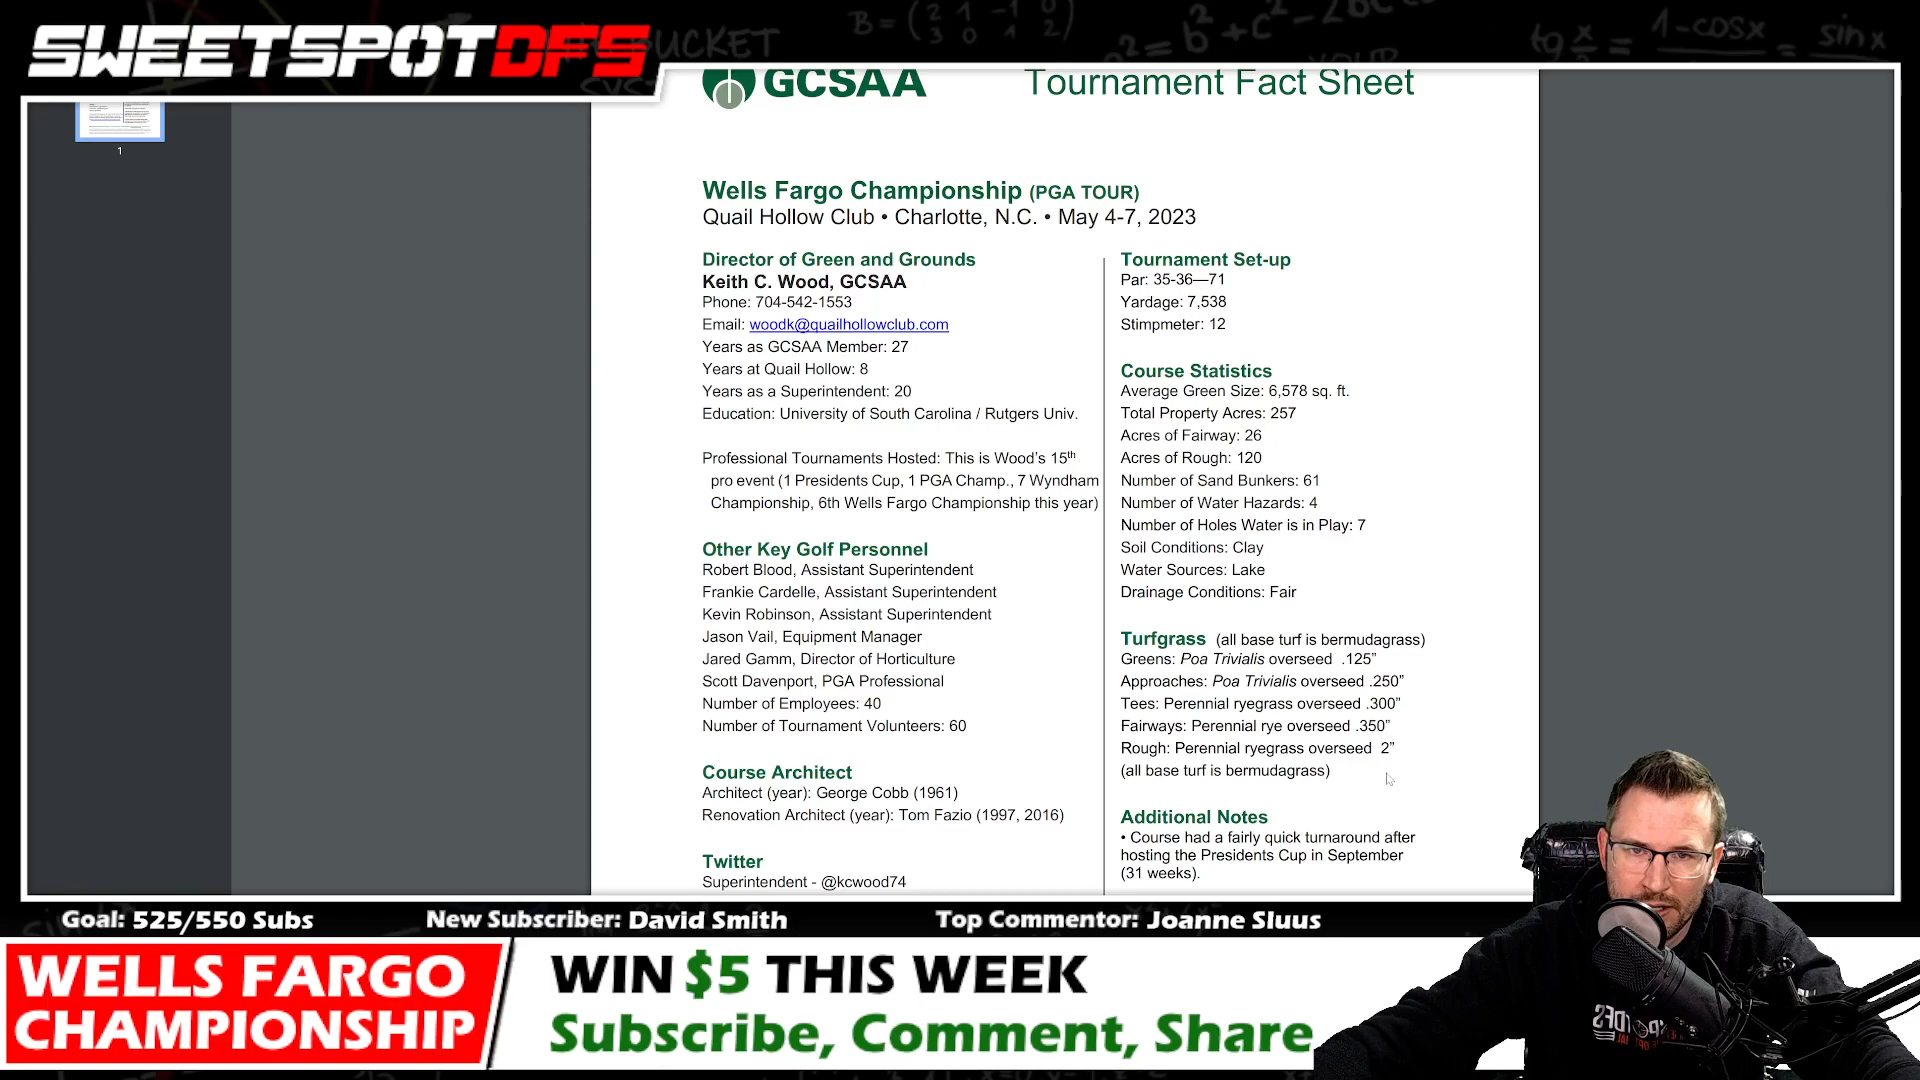 SWEETSPOTDFS
BUCKET
GCSAA
Tournament Fact Sheet
1
Wells Fargo Championship (PGA TOUR)
Quail Hollow Club • Charlotte, N.C. • May 4-7, 2023
Director of Green and Grounds
Keith C. Wood, GCSAA
Phone: 704-542-1553
Email: woodk@quailhollowclub.com
Years as GCSAA Member: 27
Years at Quail Hollow: 8
Years as a Superintendent: 20
Education: University of South Carolina / Rutgers Univ.
Professional Tournaments Hosted: This is Wood's 15th
pro event (1 Presidents Cup, 1 PGA Champ., 7 Wyndham
Championship, 6th Wells Fargo Championship this year)
Other Key Golf Personnel
Robert Blood, Assistant Superintendent
Frankie Cardelle, Assistant Superintendent
Kevin Robinson, Assistant Superintendent
Jason Vail, Equipment Manager
Jared Gamm, Director of Horticulture
Scott Davenport, PGA Professional
Number of Employees: 40
Number of Tournament Volunteers: 60
Course Architect
Architect (year): George Cobb (1961)
Renovation Architect (year): Tom Fazio (1997, 2016)
Twitter
Superintendent - @kcwood74
Tournament Set-up
Par: 35-36—71
Yardage: 7,538
Stimpmeter: 12
Course Statistics
Average Green Size: 6,578 sq. ft.
Total Property Acres: 257
Acres of Fairway: 26
Acres of Rough: 120
Number of Sand Bunkers: 61
Number of Water Hazards: 4
Number of Holes Water is in Play: 7
Soil Conditions: Clay
Water Sources: Lake
Drainage Conditions: Fair
Turfgrass (all base turf is bermudagrass)
Greens: Poa Trivialis overseed .125”
Approaches: Poa Trivialis overseed .250”
Tees: Perennial ryegrass overseed .300”
Fairways: Perennial rye overseed .350”
Rough: Perennial ryegrass overseed 2”
(all base turf is bermudagrass)
Additional Notes
• Course had a fairly quick turnaround after
hosting the Presidents Cup in September
(31 weeks).
Goal: 525/550 Subs
New Subscriber: David Smith
Top Commentor: Joanne Sluus
WELLS FARGO
CHAMPIONSHIP
WIN $5 THIS WEEK
Subscribe, Comment, Share